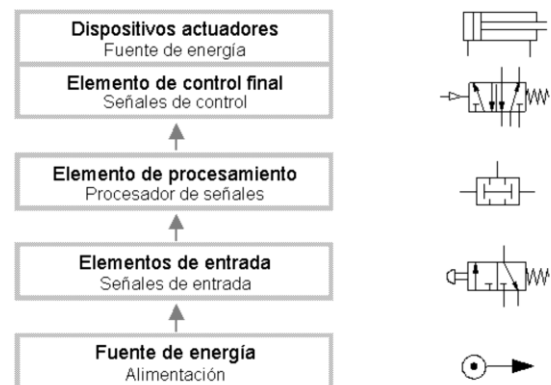 Dispositivos actuadores
Fuente de energía
Elemento de control final
Señales de control
Elemento de procesamiento
Procesador de señales
Elementos de entrada
Señales de entrada
Fuente de energía
Alimentación